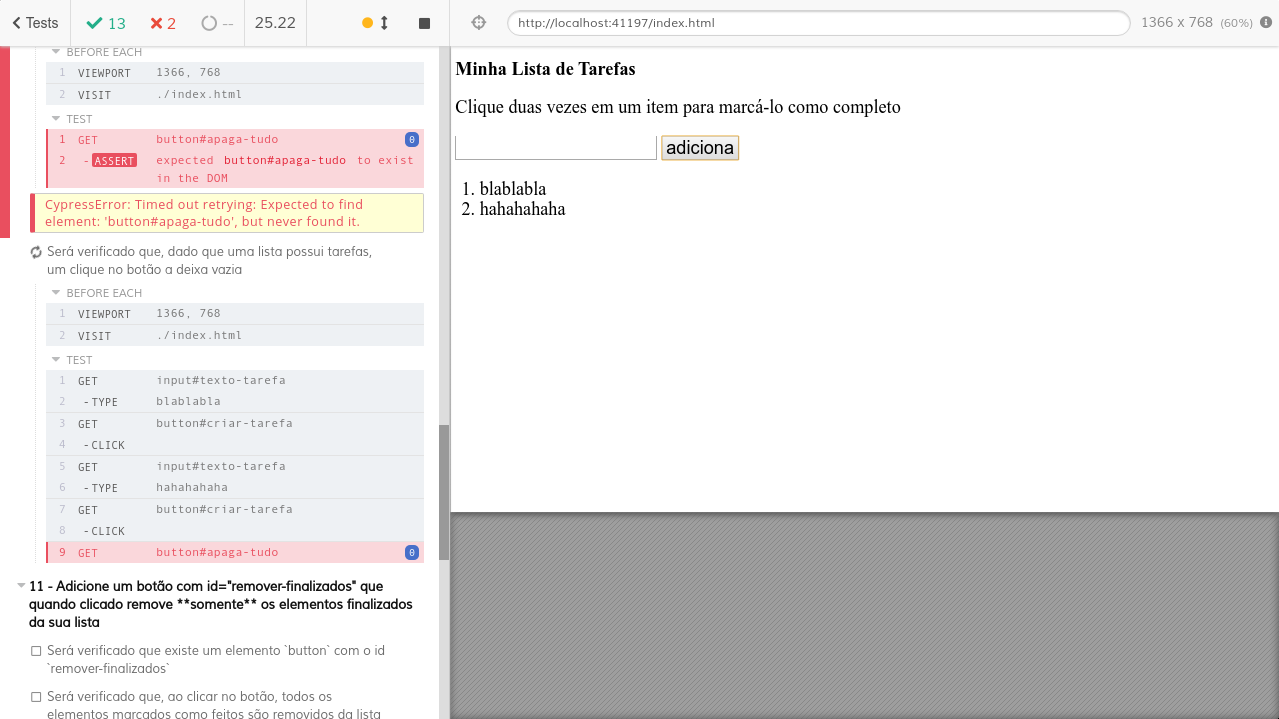 Tests 13 2 -- 25.22 http://localhost:41197/index.html 1366 x 768 (60%)
BEFORE EACH
1 VIEWPORT 1366, 768
2 VISIT ./index.html
TEST
1 GET button#apaga-tudo 0
2 -ASSERT expected button#apaga-tudo to exist
in the DOM
CypressError: Timed out retrying: Expected to find
element: 'button#apaga-tudo', but never found it.
Será verificado que, dado que uma lista possui tarefas,
um clique no botão a deixa vazia
BEFORE EACH
1 VIEWPORT 1366, 768
2 VISIT ./index.html
TEST
1 GET input#texto-tarefa
2 -TYPE blablabla
3 GET button#criar-tarefa
4 -CLICK
5 GET input#texto-tarefa
6 -TYPE hahahahaha
7 GET button#criar-tarefa
8 -CLICK
9 GET button#apaga-tudo 0
11 - Adicione um botão com id="remover-finalizados" que
quando clicado remove **somente** os elementos finalizados
da sua lista
Será verificado que existe um elemento `button` com o id
`remover-finalizados`
Será verificado que, ao clicar no botão, todos os
elementos marcados como feitos são removidos da lista
Minha Lista de Tarefas
Clique duas vezes em um item para marcá-lo como completo
adiciona
1. blablabla
2. hahahahaha